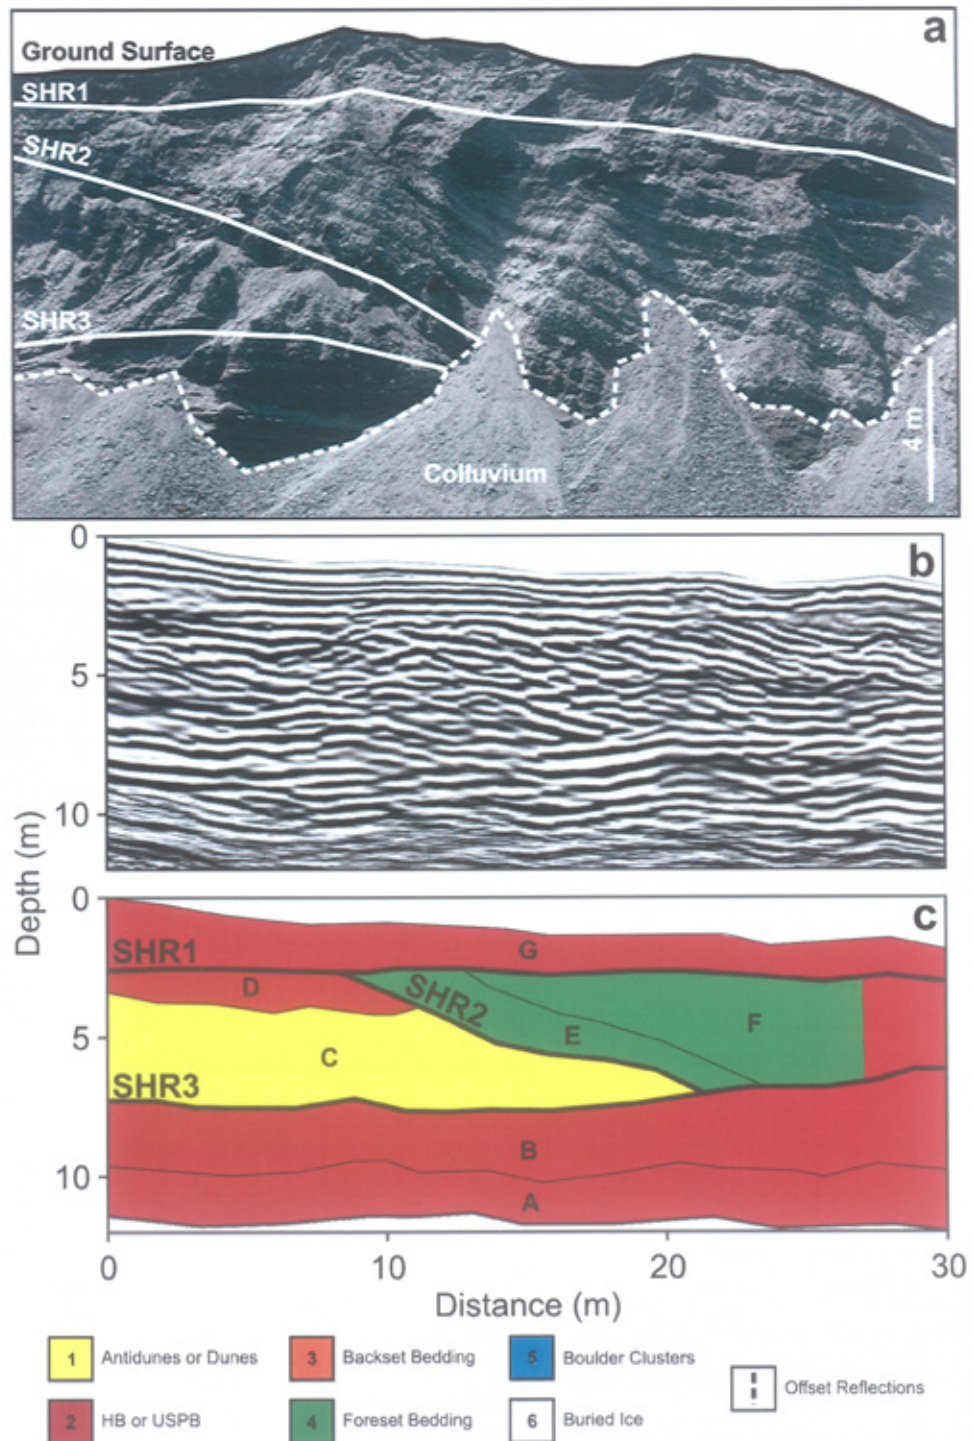 a
Ground Surface
SHR1
SHR2
SHR3
Colluvium
4 m
b
0
5
10
Depth (m)
c
0
5
10
SHR1
G
D
SHR2
E
F
C
SHR3
B
A
0
10
20
30
Distance (m)
1 Antidunes or Dunes
3 Backset Bedding
5 Boulder Clusters
Offset Reflections
2 HB or USPB
4 Foreset Bedding
6 Buried Ice